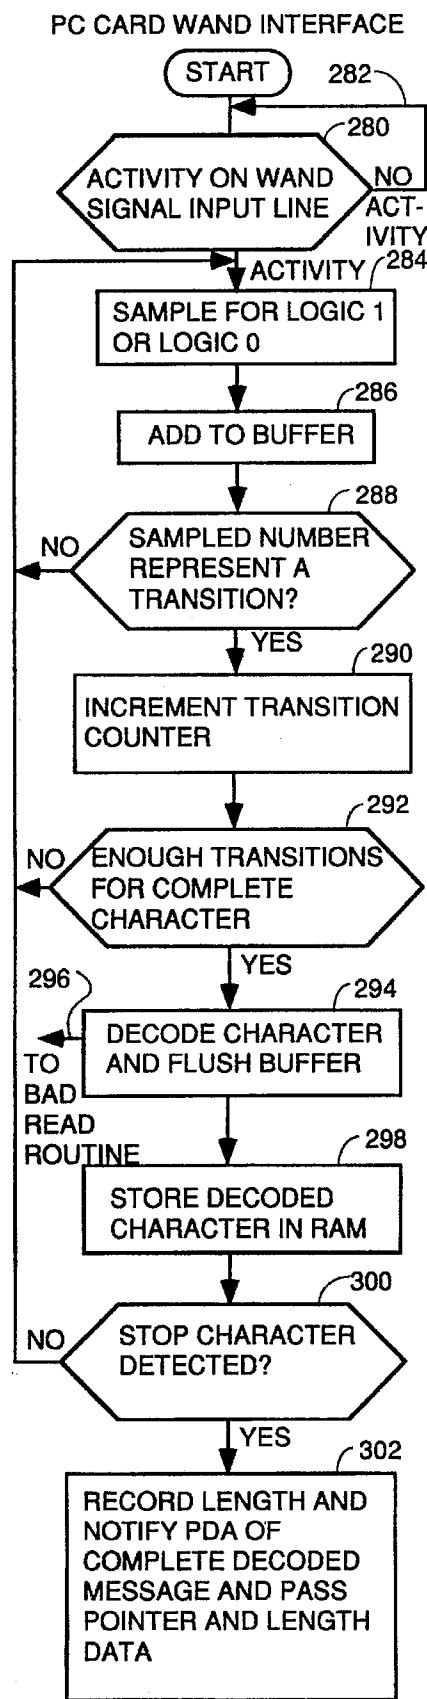 PC CARD WAND INTERFACE
START
282
280
ACTIVITY ON WAND
SIGNAL INPUT LINE
NO
ACT-
IVITY
ACTIVITY
284
SAMPLE FOR LOGIC 1
OR LOGIC 0
286
ADD TO BUFFER
288
NO
SAMPLED NUMBER
REPRESENT A
TRANSITION?
YES
290
INCREMENT TRANSITION
COUNTER
292
NO
ENOUGH TRANSITIONS
FOR COMPLETE
CHARACTER
YES
296
294
DECODE CHARACTER
AND FLUSH BUFFER
TO
BAD
READ
ROUTINE
298
STORE DECODED
CHARACTER IN RAM
300
NO
STOP CHARACTER
DETECTED?
YES
302
RECORD LENGTH AND
NOTIFY PDA OF
COMPLETE DECODED
MESSAGE AND PASS
POINTER AND LENGTH
DATA